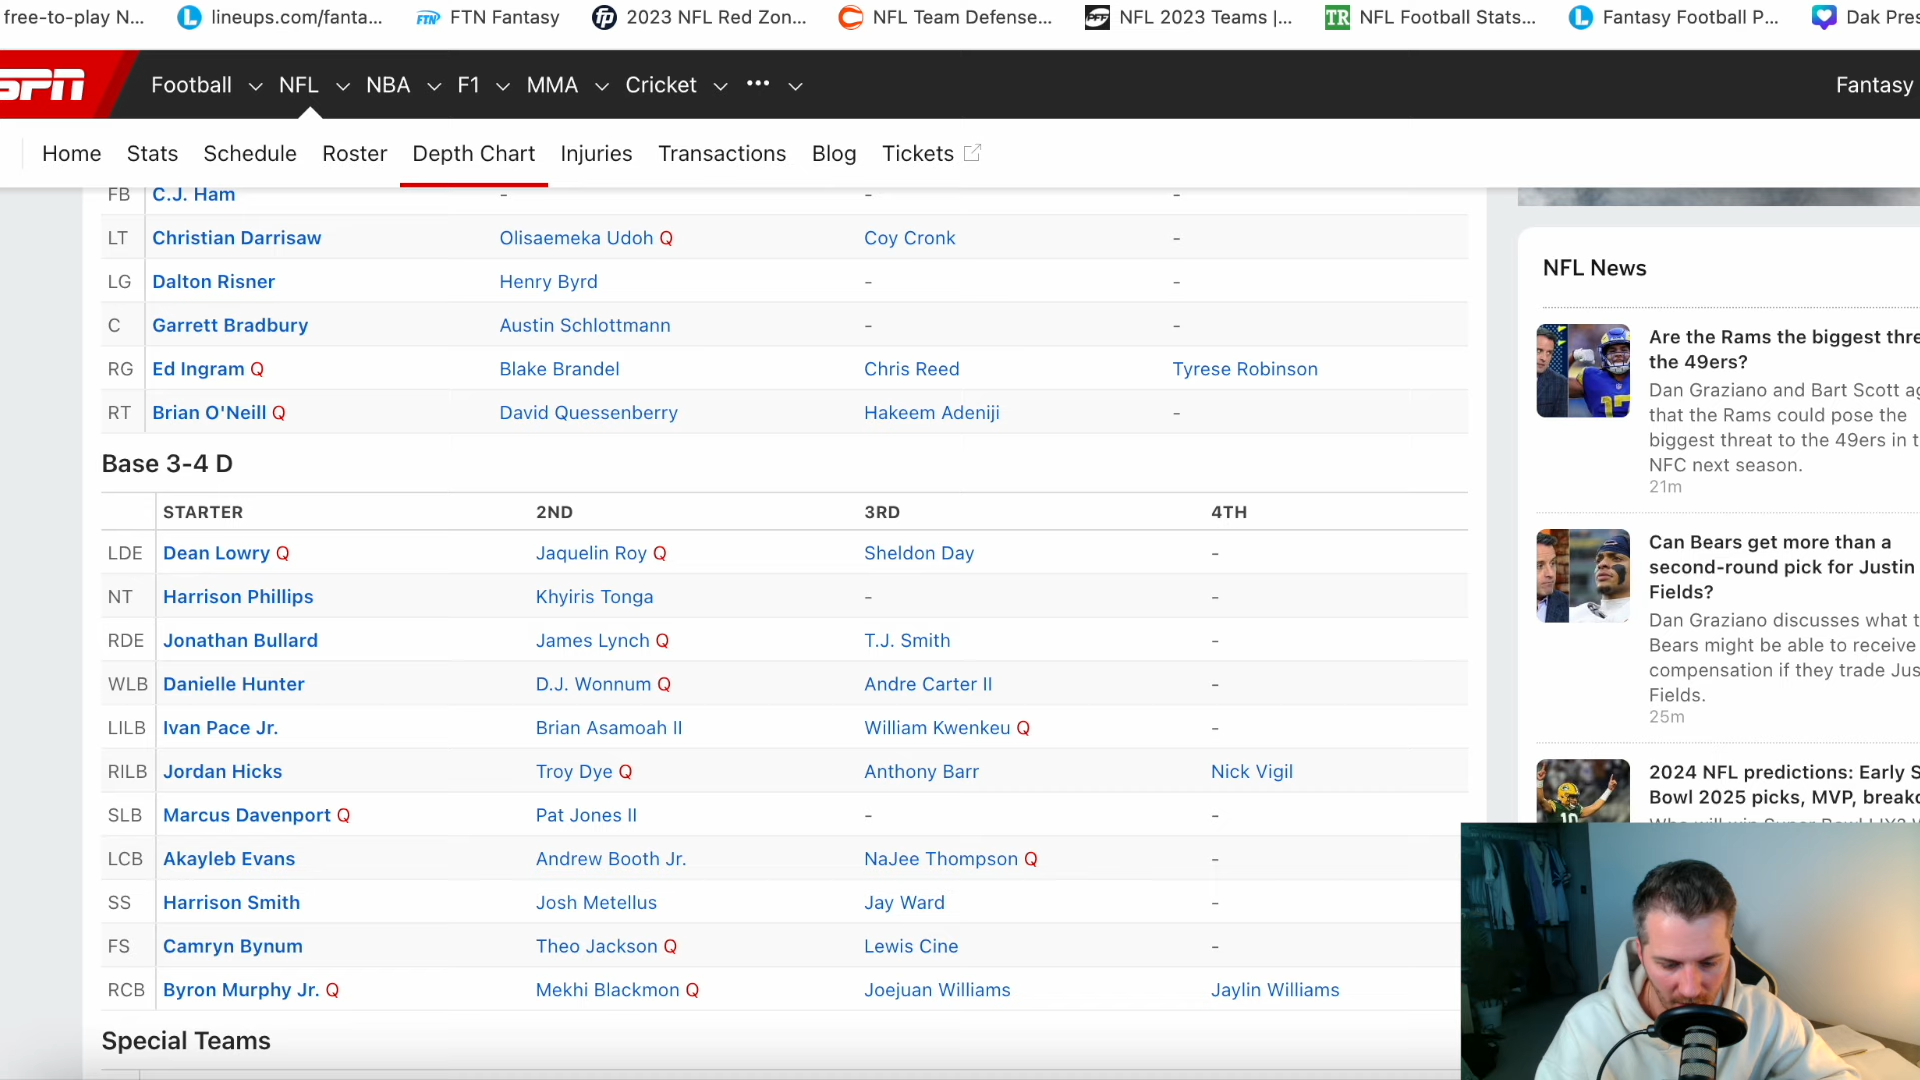 free-to-play N... lineups.com/fanta... FTN FTN Fantasy fp 2023 NFL Red Zon... NFL Team Defense... PFF NFL 2023 Teams |... TR NFL Football Stats... Fantasy Football P... Dak Pres
ESPN Football NFL NBA F1 MMA Cricket ••• Fantasy
Home Stats Schedule Roster Depth Chart Injuries Transactions Blog Tickets
FB C.J. Ham - - -
LT Christian Darrisaw Olisaemeka Udoh Q Coy Cronk -
LG Dalton Risner Henry Byrd - -
C Garrett Bradbury Austin Schlottmann - -
RG Ed Ingram Q Blake Brandel Chris Reed Tyrese Robinson
RT Brian O'Neill Q David Quessenberry Hakeem Adeniji -
Base 3-4 D
STARTER 2ND 3RD 4TH
LDE Dean Lowry Q Jaquelin Roy Q Sheldon Day -
NT Harrison Phillips Khyiris Tonga - -
RDE Jonathan Bullard James Lynch Q T.J. Smith -
WLB Danielle Hunter D.J. Wonnum Q Andre Carter II -
LILB Ivan Pace Jr. Brian Asamoah II William Kwenkeu Q -
RILB Jordan Hicks Troy Dye Q Anthony Barr Nick Vigil
SLB Marcus Davenport Q Pat Jones II - -
LCB Akayleb Evans Andrew Booth Jr. NaJee Thompson Q -
SS Harrison Smith Josh Metellus Jay Ward -
FS Camryn Bynum Theo Jackson Q Lewis Cine -
RCB Byron Murphy Jr. Q Mekhi Blackmon Q Joejuan Williams Jaylin Williams
Special Teams
NFL News
Are the Rams the biggest thre
the 49ers?
Dan Graziano and Bart Scott ag
that the Rams could pose the
biggest threat to the 49ers in t
NFC next season.
21m
Can Bears get more than a
second-round pick for Justin
Fields?
Dan Graziano discusses what t
Bears might be able to receive
compensation if they trade Jus
Fields.
25m
2024 NFL predictions: Early S
Bowl 2025 picks, MVP, breako